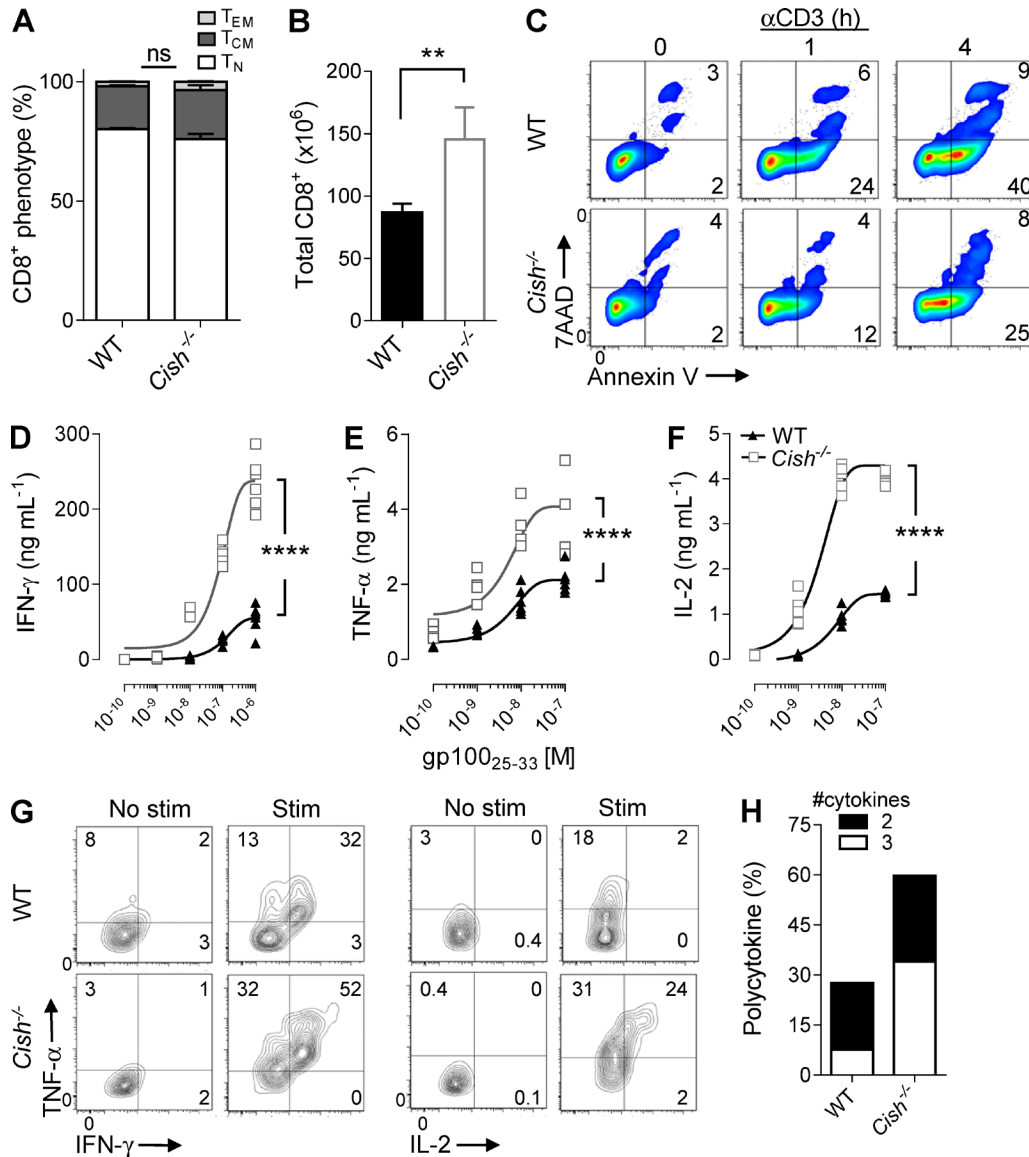 A
T_EM
T_CM
T_N
ns
CD8⁺ phenotype (%)
100
50
0
WT
Cish⁻/⁻
B
**
Total CD8⁺ (x10⁶)
200
150
100
50
0
WT
Cish⁻/⁻
C
αCD3 (h)
0
1
4
WT
3
2
6
24
9
40
Cish⁻/⁻
4
2
4
12
8
25
7AAD
0
0
0
Annexin V
D
IFN-γ (ng mL⁻¹)
300
200
100
0
****
10⁻¹⁰
10⁻⁹
10⁻⁸
10⁻⁷
10⁻⁶
E
TNF-α (ng mL⁻¹)
6
4
2
0
****
10⁻¹⁰
10⁻⁹
10⁻⁸
10⁻⁷
F
IL-2 (ng mL⁻¹)
5
4
3
2
1
0
WT
Cish⁻/⁻
****
10⁻¹⁰
10⁻⁹
10⁻⁸
10⁻⁷
gp100₂₅₋₃₃ [M]
G
No stim
Stim
No stim
Stim
WT
8
2
3
13
32
3
3
0
0.4
18
2
0
0
Cish⁻/⁻
3
1
2
32
52
0
0.4
0
0.1
31
24
2
TNF-α
0
0
IFN-γ
0
IL-2
H
#cytokines
2
3
Polycytokine (%)
75
60
45
30
15
0
WT
Cish⁻/⁻